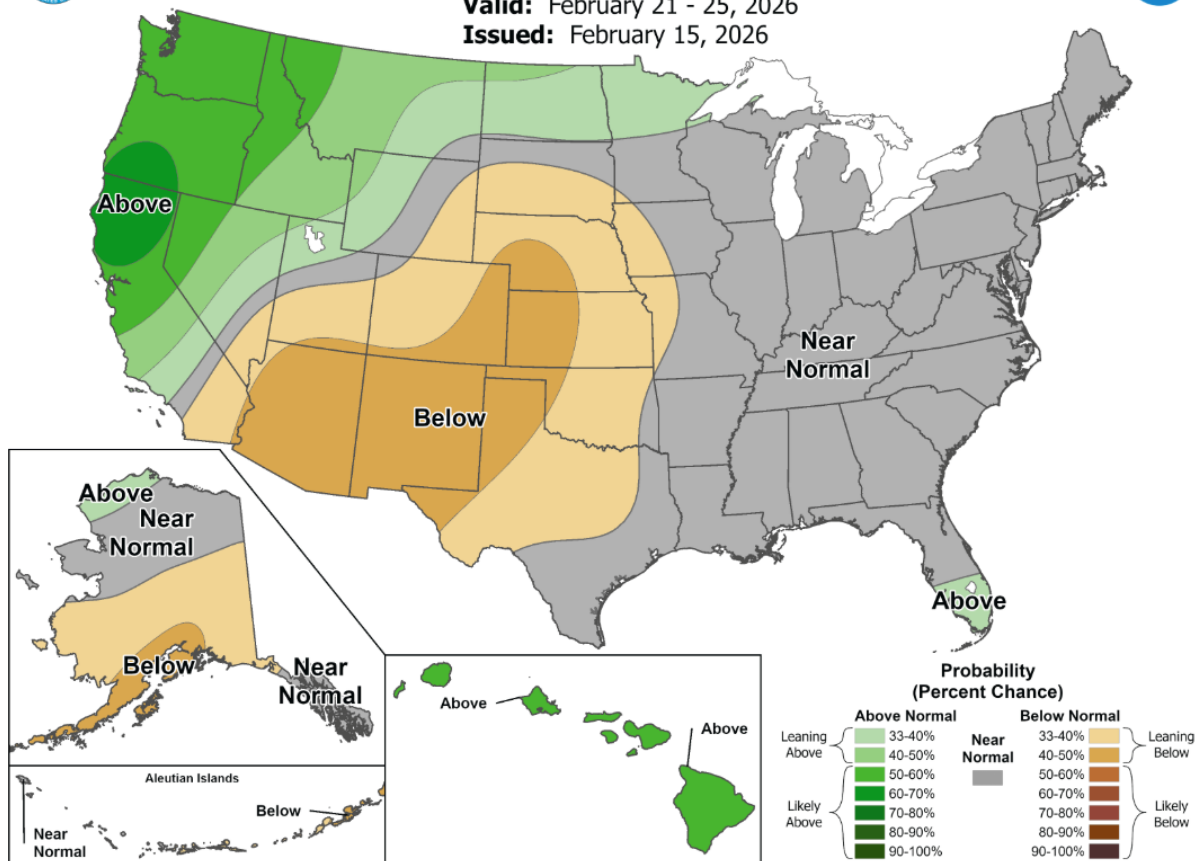 Valid: February 21 - 25, 2026
Issued: February 15, 2026
Above
Near
Normal
Below
Above
Above
Near
Normal
Below
Near
Normal
Aleutian Islands
Below
Near
Normal
Above
Above
Probability
(Percent Chance)
Above Normal
Below Normal
Leaning
Above
33-40%
40-50%
Near
Normal
33-40%
40-50%
Leaning
Below
Likely
Above
50-60%
60-70%
70-80%
80-90%
90-100%
50-60%
60-70%
70-80%
80-90%
90-100%
Likely
Below